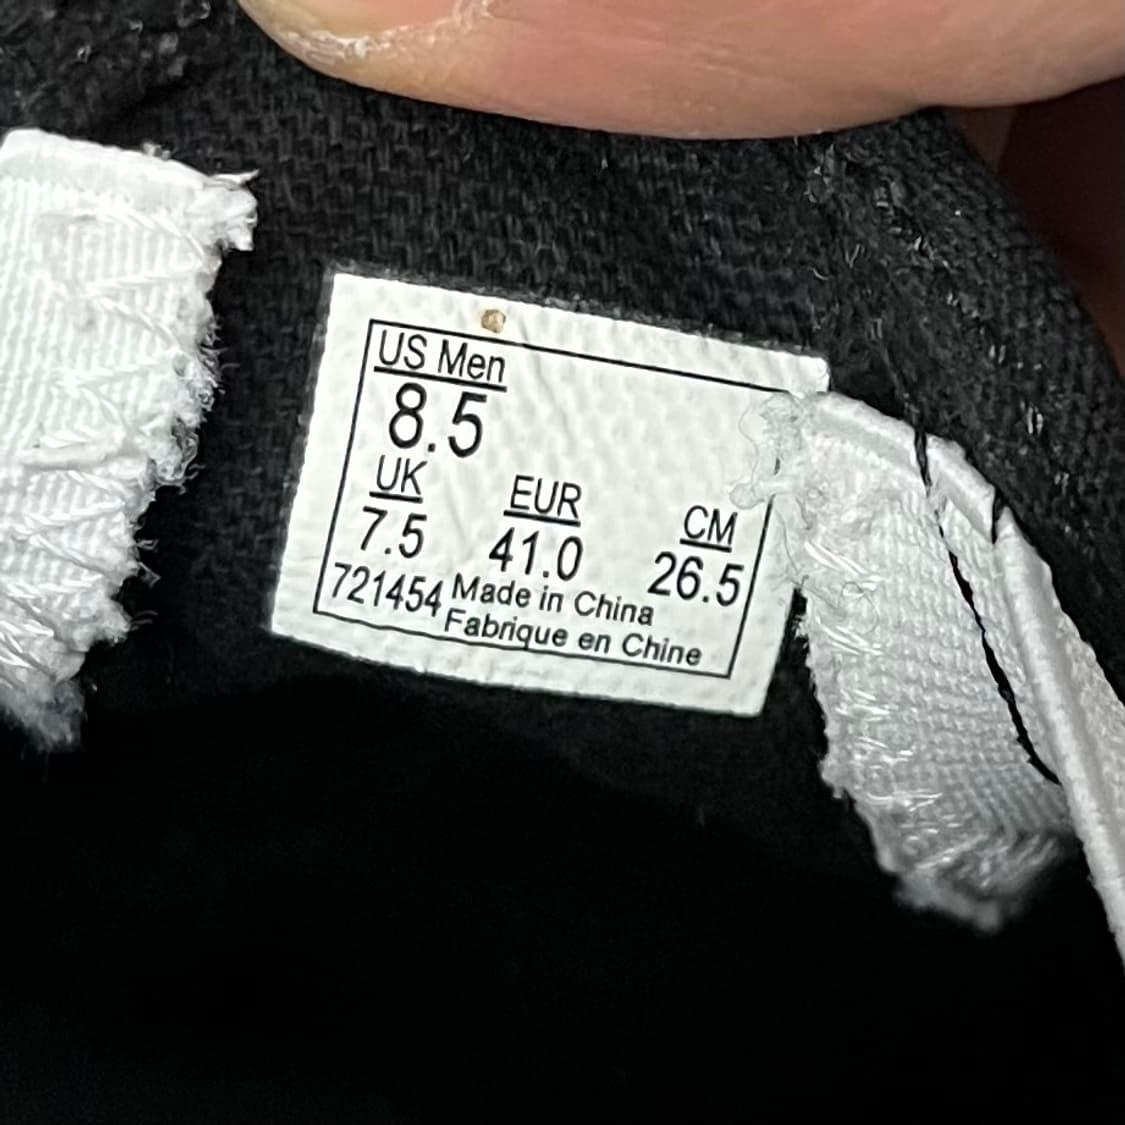 US Men
8.5
UK EUR CM
7.5 41.0 26.5
721454 Made in China
Fabrique en Chine